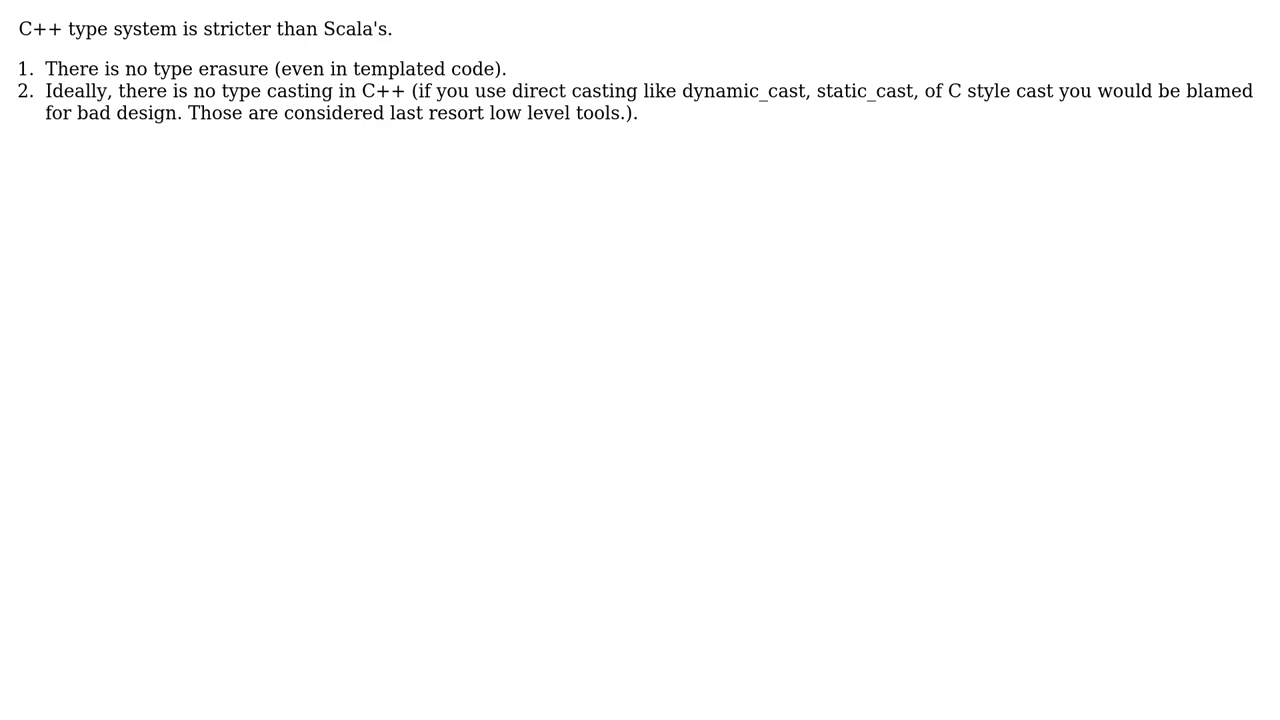 C++ type system is stricter than Scala's.
1. There is no type erasure (even in templated code).
2. Ideally, there is no type casting in C++ (if you use direct casting like dynamic_cast, static_cast, of C style cast you would be blamed
for bad design. Those are considered last resort low level tools.).